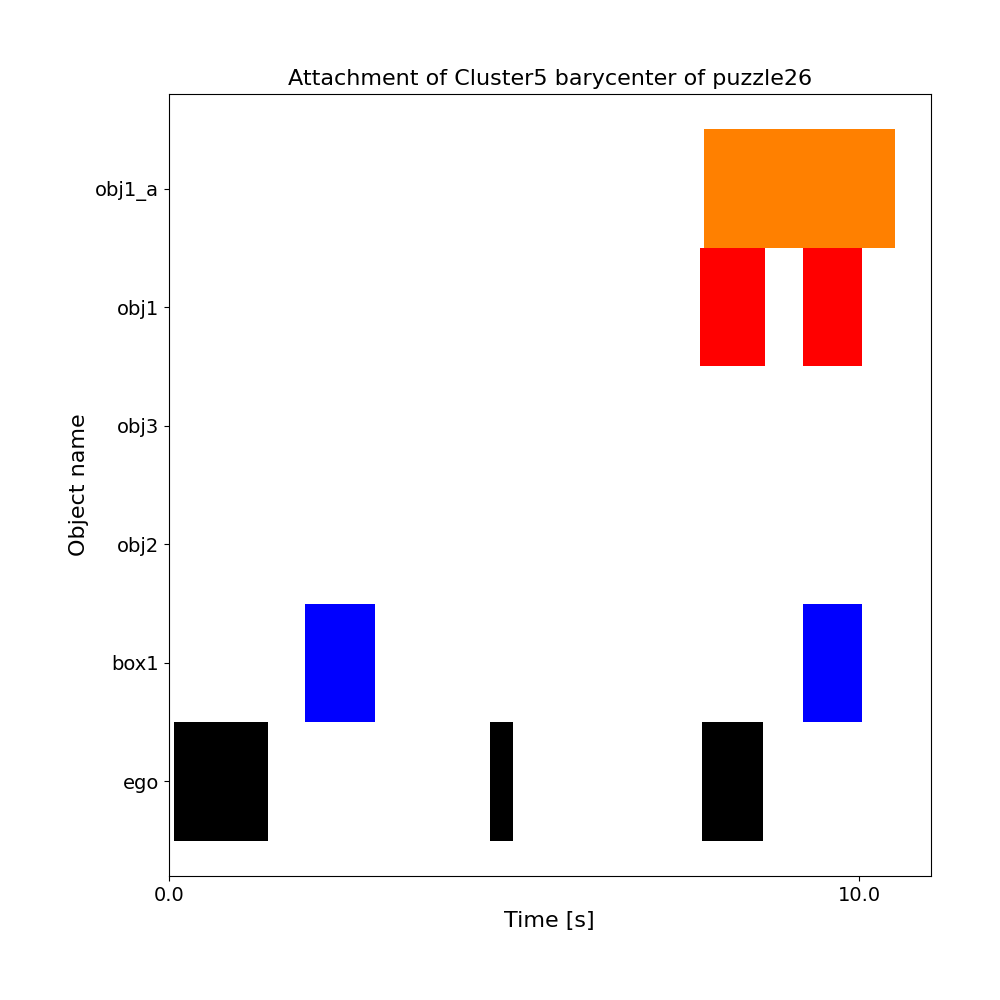 Attachment of Cluster5 barycenter of puzzle26
obj1_a
obj1
obj3
obj2
box1
ego
Object name
0.0
10.0
Time [s]